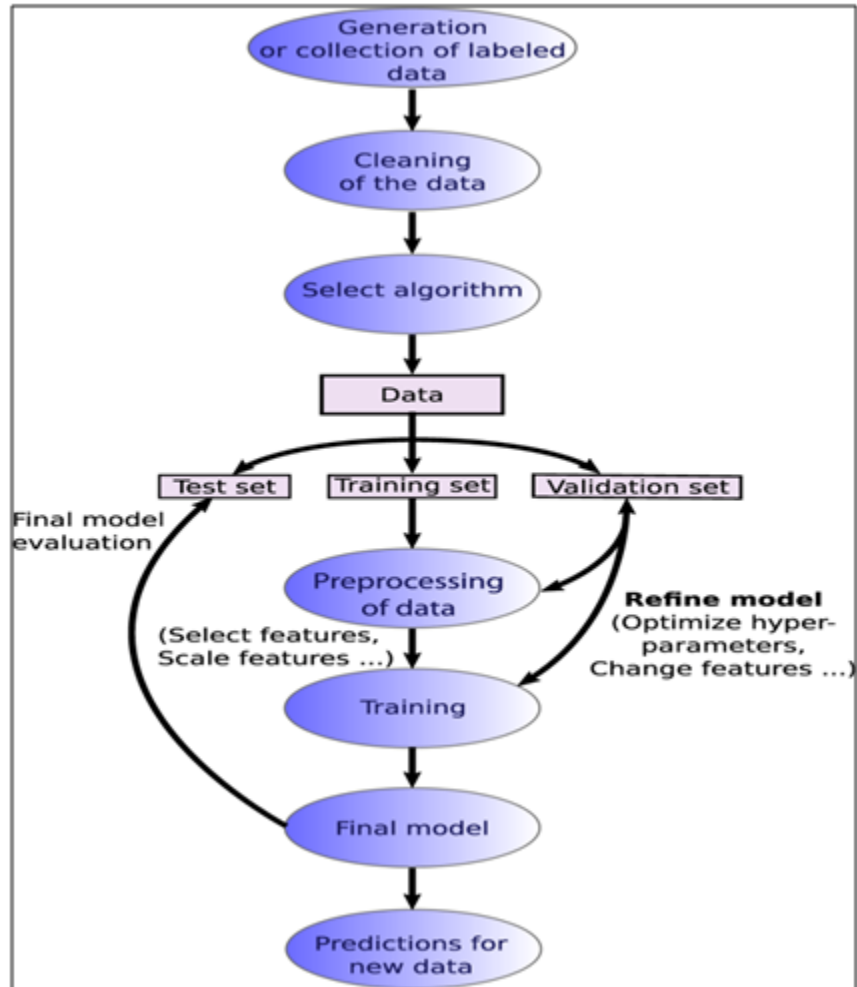 Generation
or collection of labeled
data
Cleaning
of the data
Select algorithm
Data
Test set
Training set
Validation set
Final model
evaluation
Preprocessing
of data
(Select features,
Scale features ...)
Refine model
(Optimize hyper-
parameters,
Change features ...)
Training
Final model
Predictions for
new data